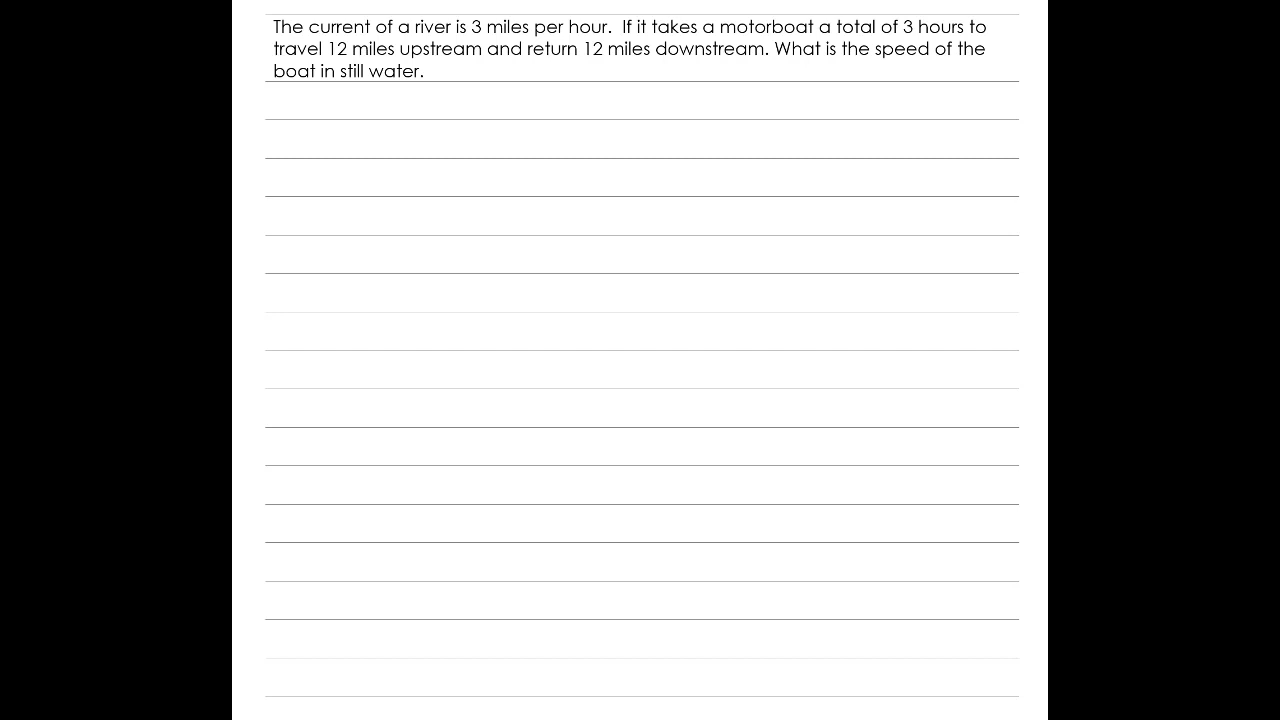 The current of a river is 3 miles per hour.  If it takes a motorboat a total of 3 hours to
travel 12 miles upstream and return 12 miles downstream. What is the speed of the
boat in still water.